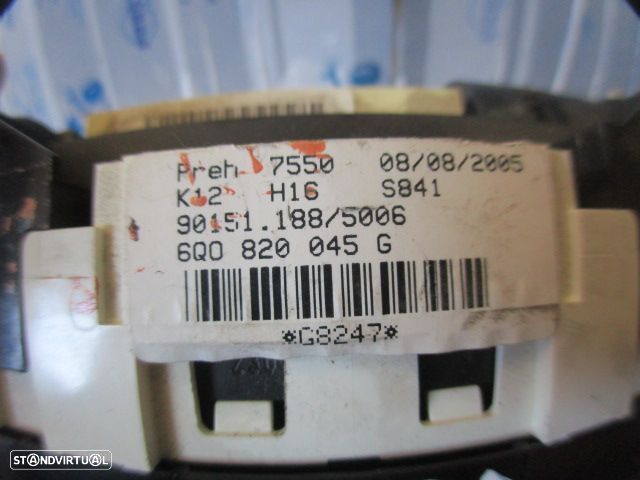 Preh 7550 08/08/2005
K12 H16 S841
90151.188/5006
6Q0 820 045 G
*G8247*
STANDVIRTUAL